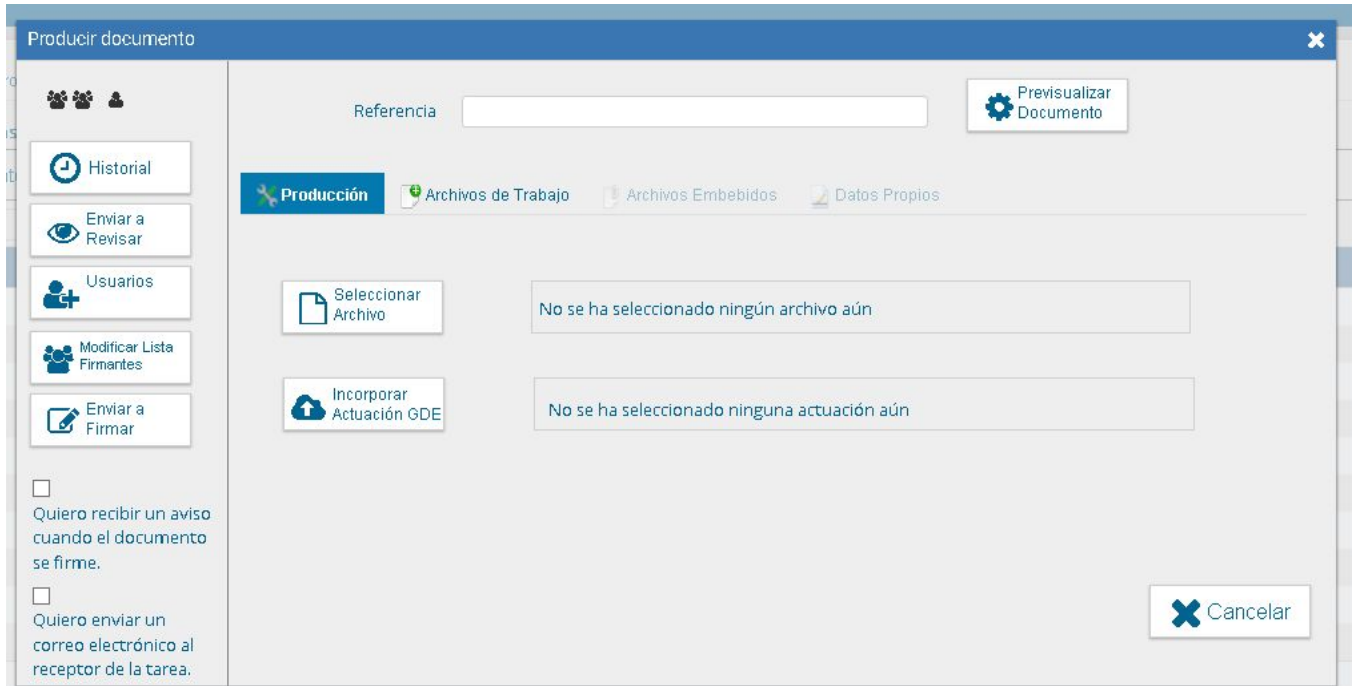 Producir documento
Historial
Enviar a
Revisar
Usuarios
Modificar Lista
Firmantes
Enviar a
Firmar
Quiero recibir un aviso
cuando el documento
se firme.
Quiero enviar un
correo electrónico al
receptor de la tarea.
Referencia
Previsualizar
Documento
Producción
Archivos de Trabajo
Archivos Embebidos
Datos Propios
Seleccionar
Archivo
No se ha seleccionado ningún archivo aún
Incorporar
Actuación GDE
No se ha seleccionado ninguna actuación aún
Cancelar